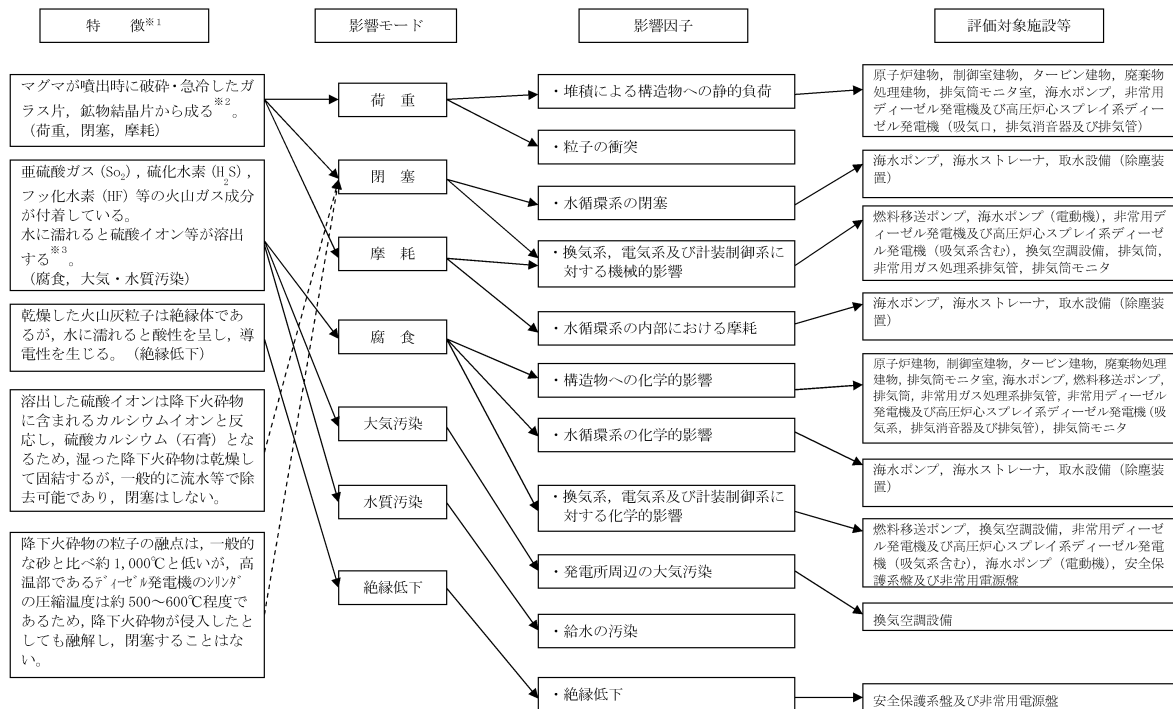 特　徴※1
影響モード
影響因子
評価対象施設等
マグマが噴出時に破砕・急冷したガ
ラス片，鉱物結晶片から成る※2。
（荷重，閉塞，摩耗）
亜硫酸ガス（So₂），硫化水素（H₂S），
フッ化水素（HF）等の火山ガス成分
が付着している。
水に濡れると硫酸イオン等が溶出
する※3。
（腐食，大気・水質汚染）
乾燥した火山灰粒子は絶縁体であ
るが，水に濡れると酸性を呈し，導
電性を生じる。（絶縁低下）
溶出した硫酸イオンは降下火砕物
に含まれるカルシウムイオンと反
応し，硫酸カルシウム（石膏）とな
るため，湿った降下火砕物は乾燥し
て固結するが，一般的に流水等で除
去可能であり，閉塞はしない。
降下火砕物の粒子の融点は，一般的
な砂と比べ約1,000℃と低いが，高
温部であるﾃﾞｨｰｾﾞﾙ発電機のｼﾘﾝﾀﾞ
の圧縮温度は約500～600℃程度で
あるため，降下火砕物が侵入したと
しても融解し，閉塞することはな
い。
荷　重
閉　塞
摩　耗
腐　食
大気汚染
水質汚染
絶縁低下
・堆積による構造物への静的負荷
・粒子の衝突
・水循環系の閉塞
・換気系，電気系及び計装制御系に
対する機械的影響
・水循環系の内部における摩耗
・構造物への化学的影響
・水循環系の化学的影響
・換気系，電気系及び計装制御系に
対する化学的影響
・発電所周辺の大気汚染
・給水の汚染
・絶縁低下
原子炉建物，制御室建物，タービン建物，廃棄物
処理建物，排気筒モニタ室，海水ポンプ，非常用
ディーゼル発電機及び高圧炉心スプレイ系ディー
ゼル発電機（吸気口，排気消音器及び排気管）
海水ポンプ，海水ストレーナ，取水設備（除塵装
置）
燃料移送ポンプ，海水ポンプ（電動機），非常用デ
ィーゼル発電機及び高圧炉心スプレイ系ディーゼ
ル発電機（吸気系含む），換気空調設備，排気筒，
非常用ガス処理系排気管，排気筒モニタ
海水ポンプ，海水ストレーナ，取水設備（除塵装
置）
原子炉建物，制御室建物，タービン建物，廃棄物処理
建物，排気筒モニタ室，海水ポンプ，燃料移送ポンプ，
排気筒，非常用ガス処理系排気管，非常用ディーゼル
発電機及び高圧炉心スプレイ系ディーゼル発電機（吸
気系，排気消音器及び排気管），排気筒モニタ
海水ポンプ，海水ストレーナ，取水設備（除塵装
置）
燃料移送ポンプ，換気空調設備，非常用ディーゼ
ル発電機及び高圧炉心スプレイ系ディーゼル発電
機（吸気系含む），海水ポンプ（電動機），安全保
護系盤及び非常用電源盤
換気空調設備
安全保護系盤及び非常用電源盤